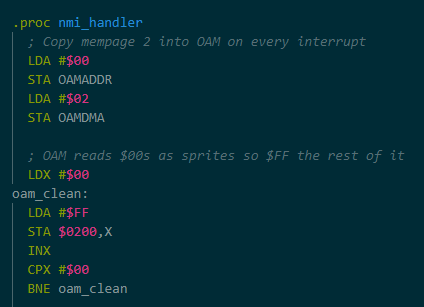 .proc nmi_handler
; Copy mempage 2 into OAM on every interrupt
LDA #$00
STA OAMADDR
LDA #$02
STA OAMDMA
; OAM reads $00s as sprites so $FF the rest of it
LDX #$00
oam_clean:
LDA #$FF
STA $0200,X
INX
CPX #$00
BNE oam_clean